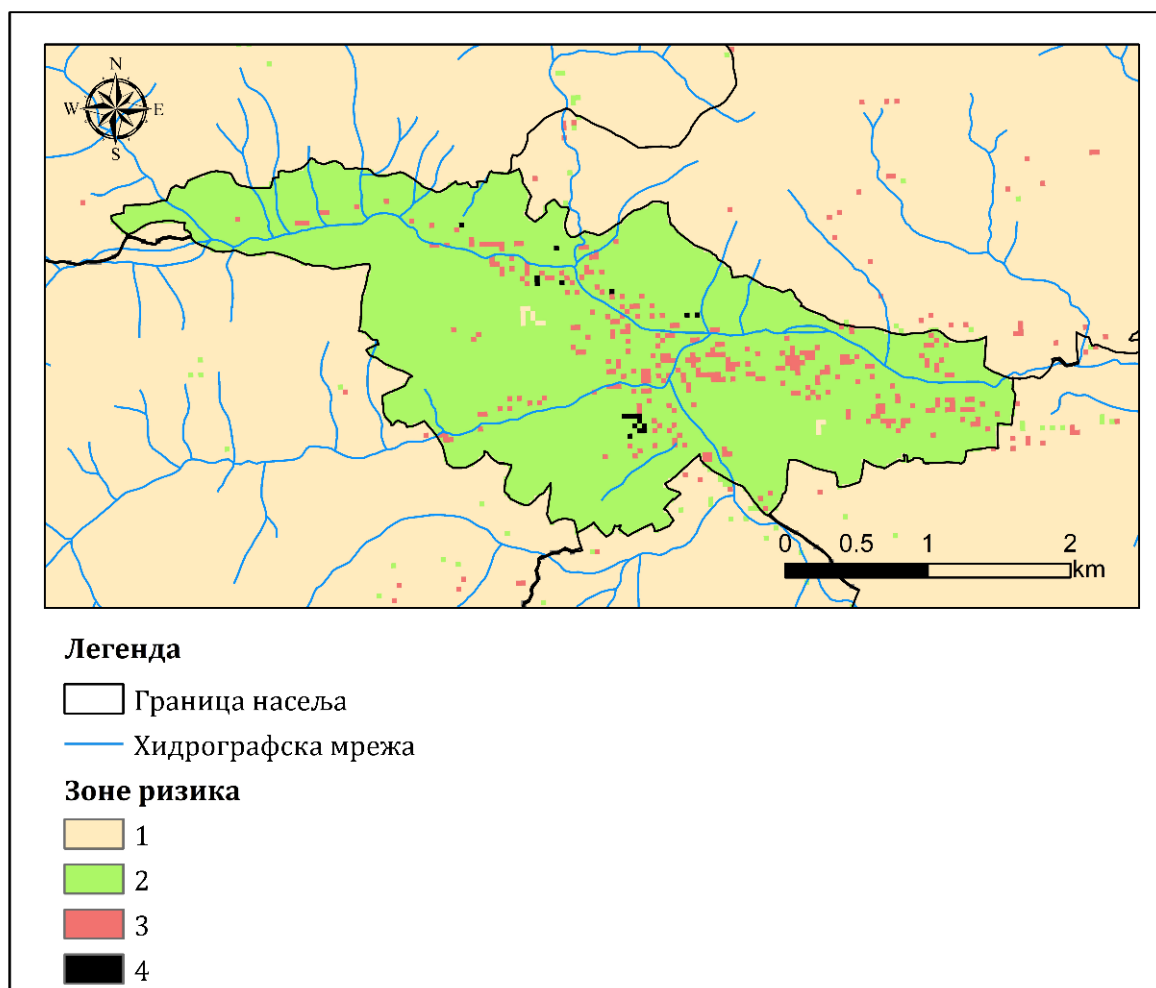 N
W E
S
0 0.5 1 2
km
Легенда
Граница насеља
Хидрографска мрежа
Зоне ризика
1
2
3
4